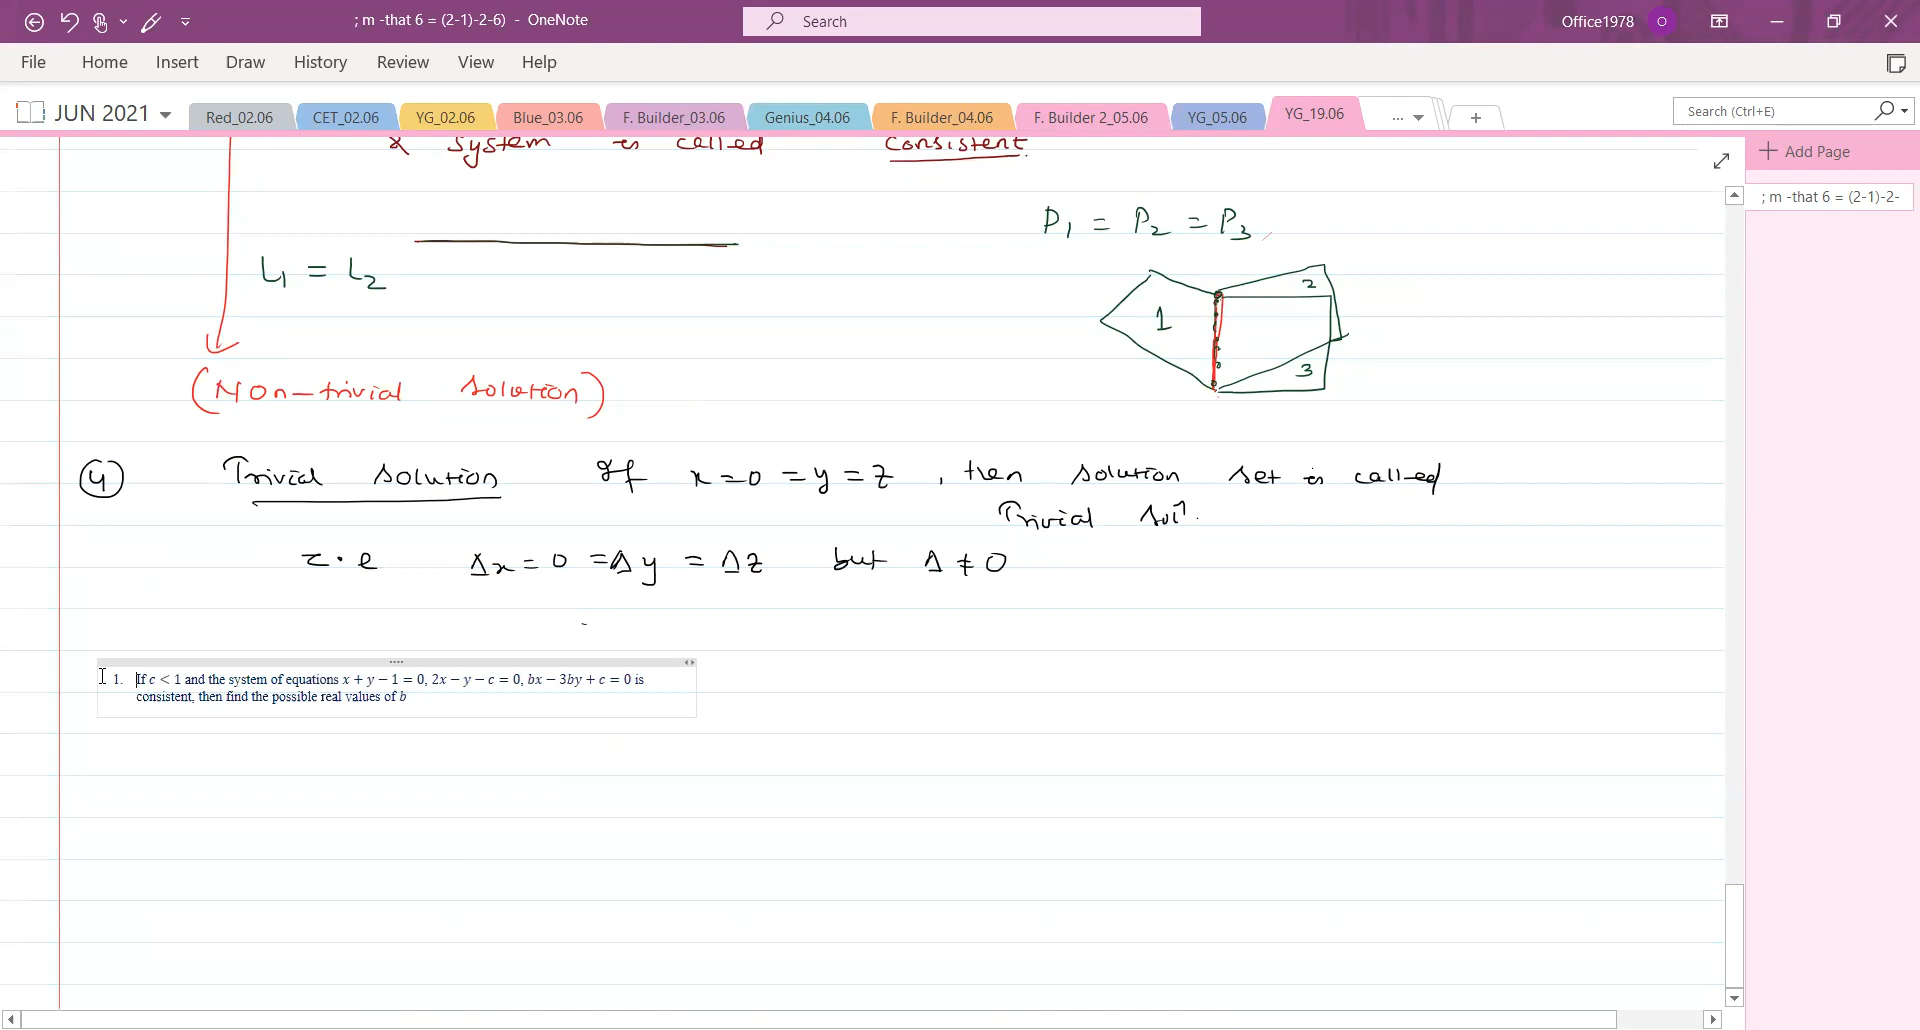 ; m -that 6 = (2-1)-2-6) - OneNote
Search
Office1978
O
File Home Insert Draw History Review View Help
JUN 2021
Red_02.06 CET_02.06 YG_02.06 Blue_03.06 F. Builder_03.06 Genius_04.06 F. Builder_04.06 F. Builder 2_05.06 YG_05.06 YG_19.06 ... +
Search (Ctrl+E)
Add Page
; m -that 6 = (2-1)-2-
& System is called Consistent.
P₁ = P₂ = P₃
L₁ = L₂
1
2
3
(Non-trivial solution)
④ Trivial solution If x=0=y=z, then solution set is called
Trivial solⁿ.
i.e Δx=0=Δy=Δz but Δ≠0
1. If c < 1 and the system of equations x + y − 1 = 0, 2x − y − c = 0, bx − 3by + c = 0 is
consistent, then find the possible real values of b